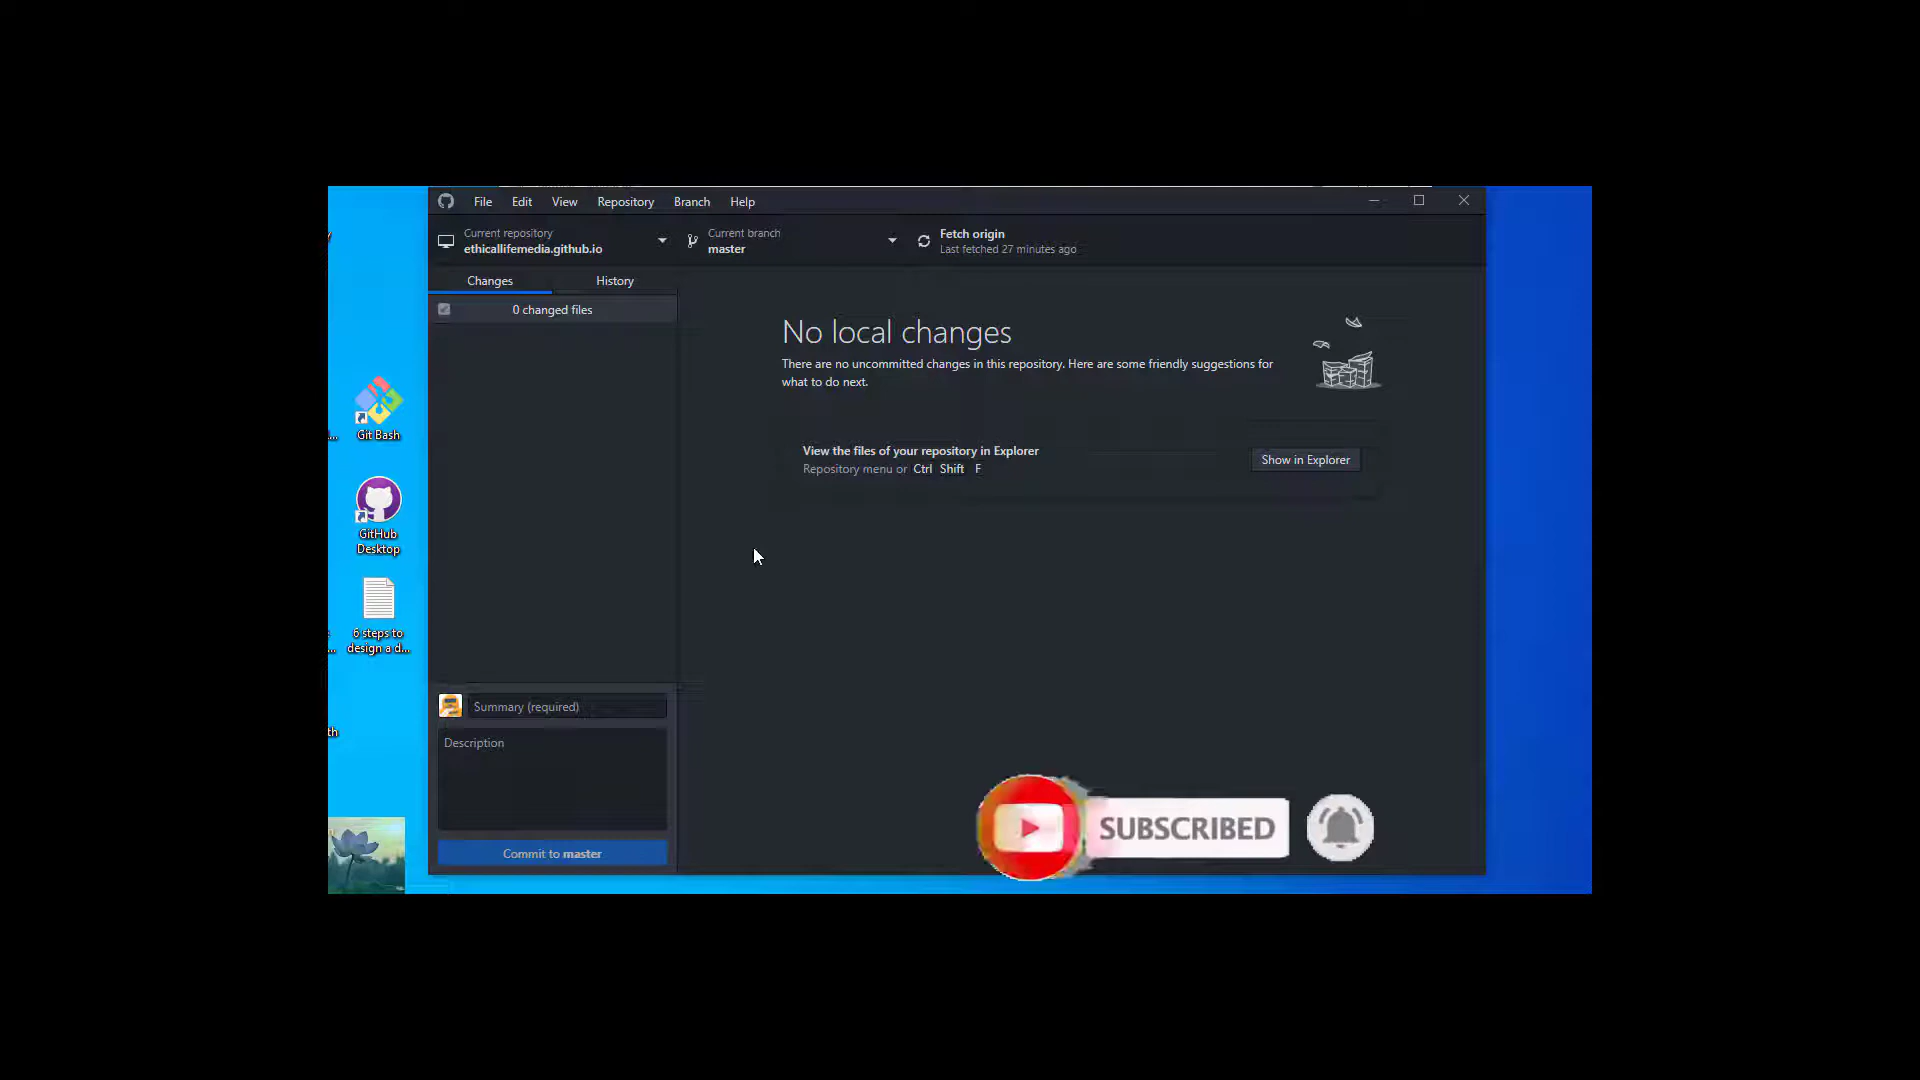 File Edit View Repository Branch Help
Current repository
ethicallifemedia.github.io
Current branch
master
Fetch origin
Last fetched 27 minutes ago
Changes History
0 changed files
No local changes
There are no uncommitted changes in this repository. Here are some friendly suggestions for
what to do next.
View the files of your repository in Explorer
Repository menu or Ctrl Shift F
Show in Explorer
Git Bash
GitHub
Desktop
6 steps to
design a d...
Summary (required)
Description
Commit to master
SUBSCRIBED
th